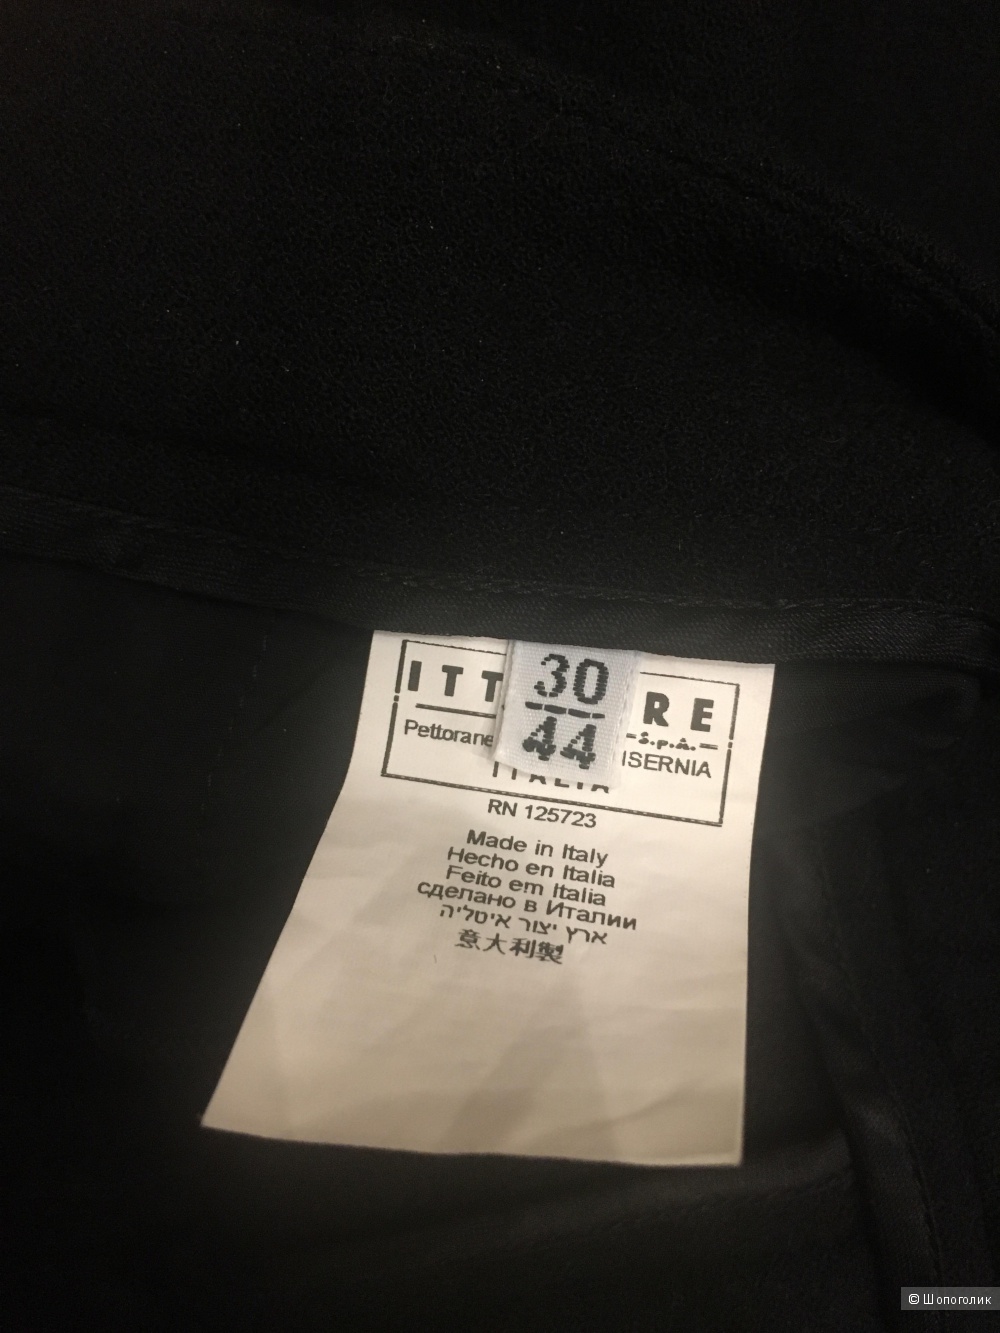 30
44
ITT RE
S.p.A.
Pettorane ISERNIA
ITALIA
RN 125723
Made in Italy
Hecho en Italia
Feito em Italia
сделано в Италии
ארץ יצור איטליה
意大利製
© Шопоголик